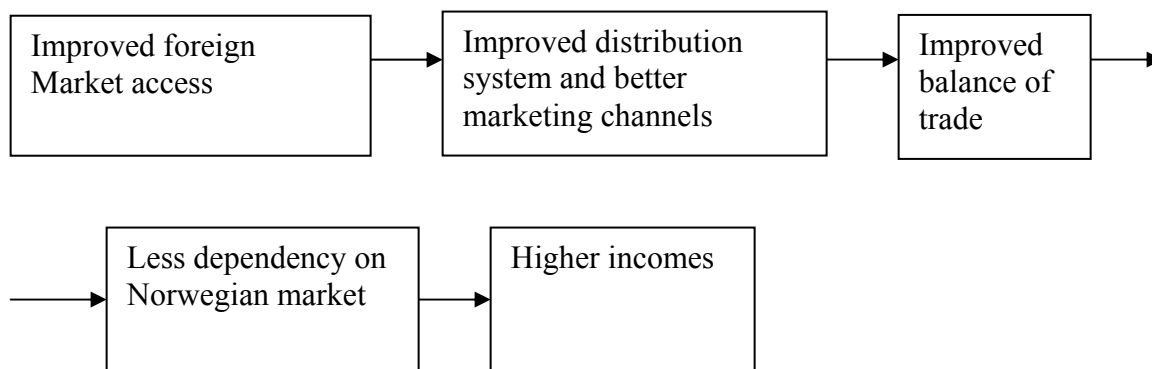 Improved foreign
Market access
Improved distribution
system and better
marketing channels
Improved
balance of
trade
Less dependency on
Norwegian market
Higher incomes